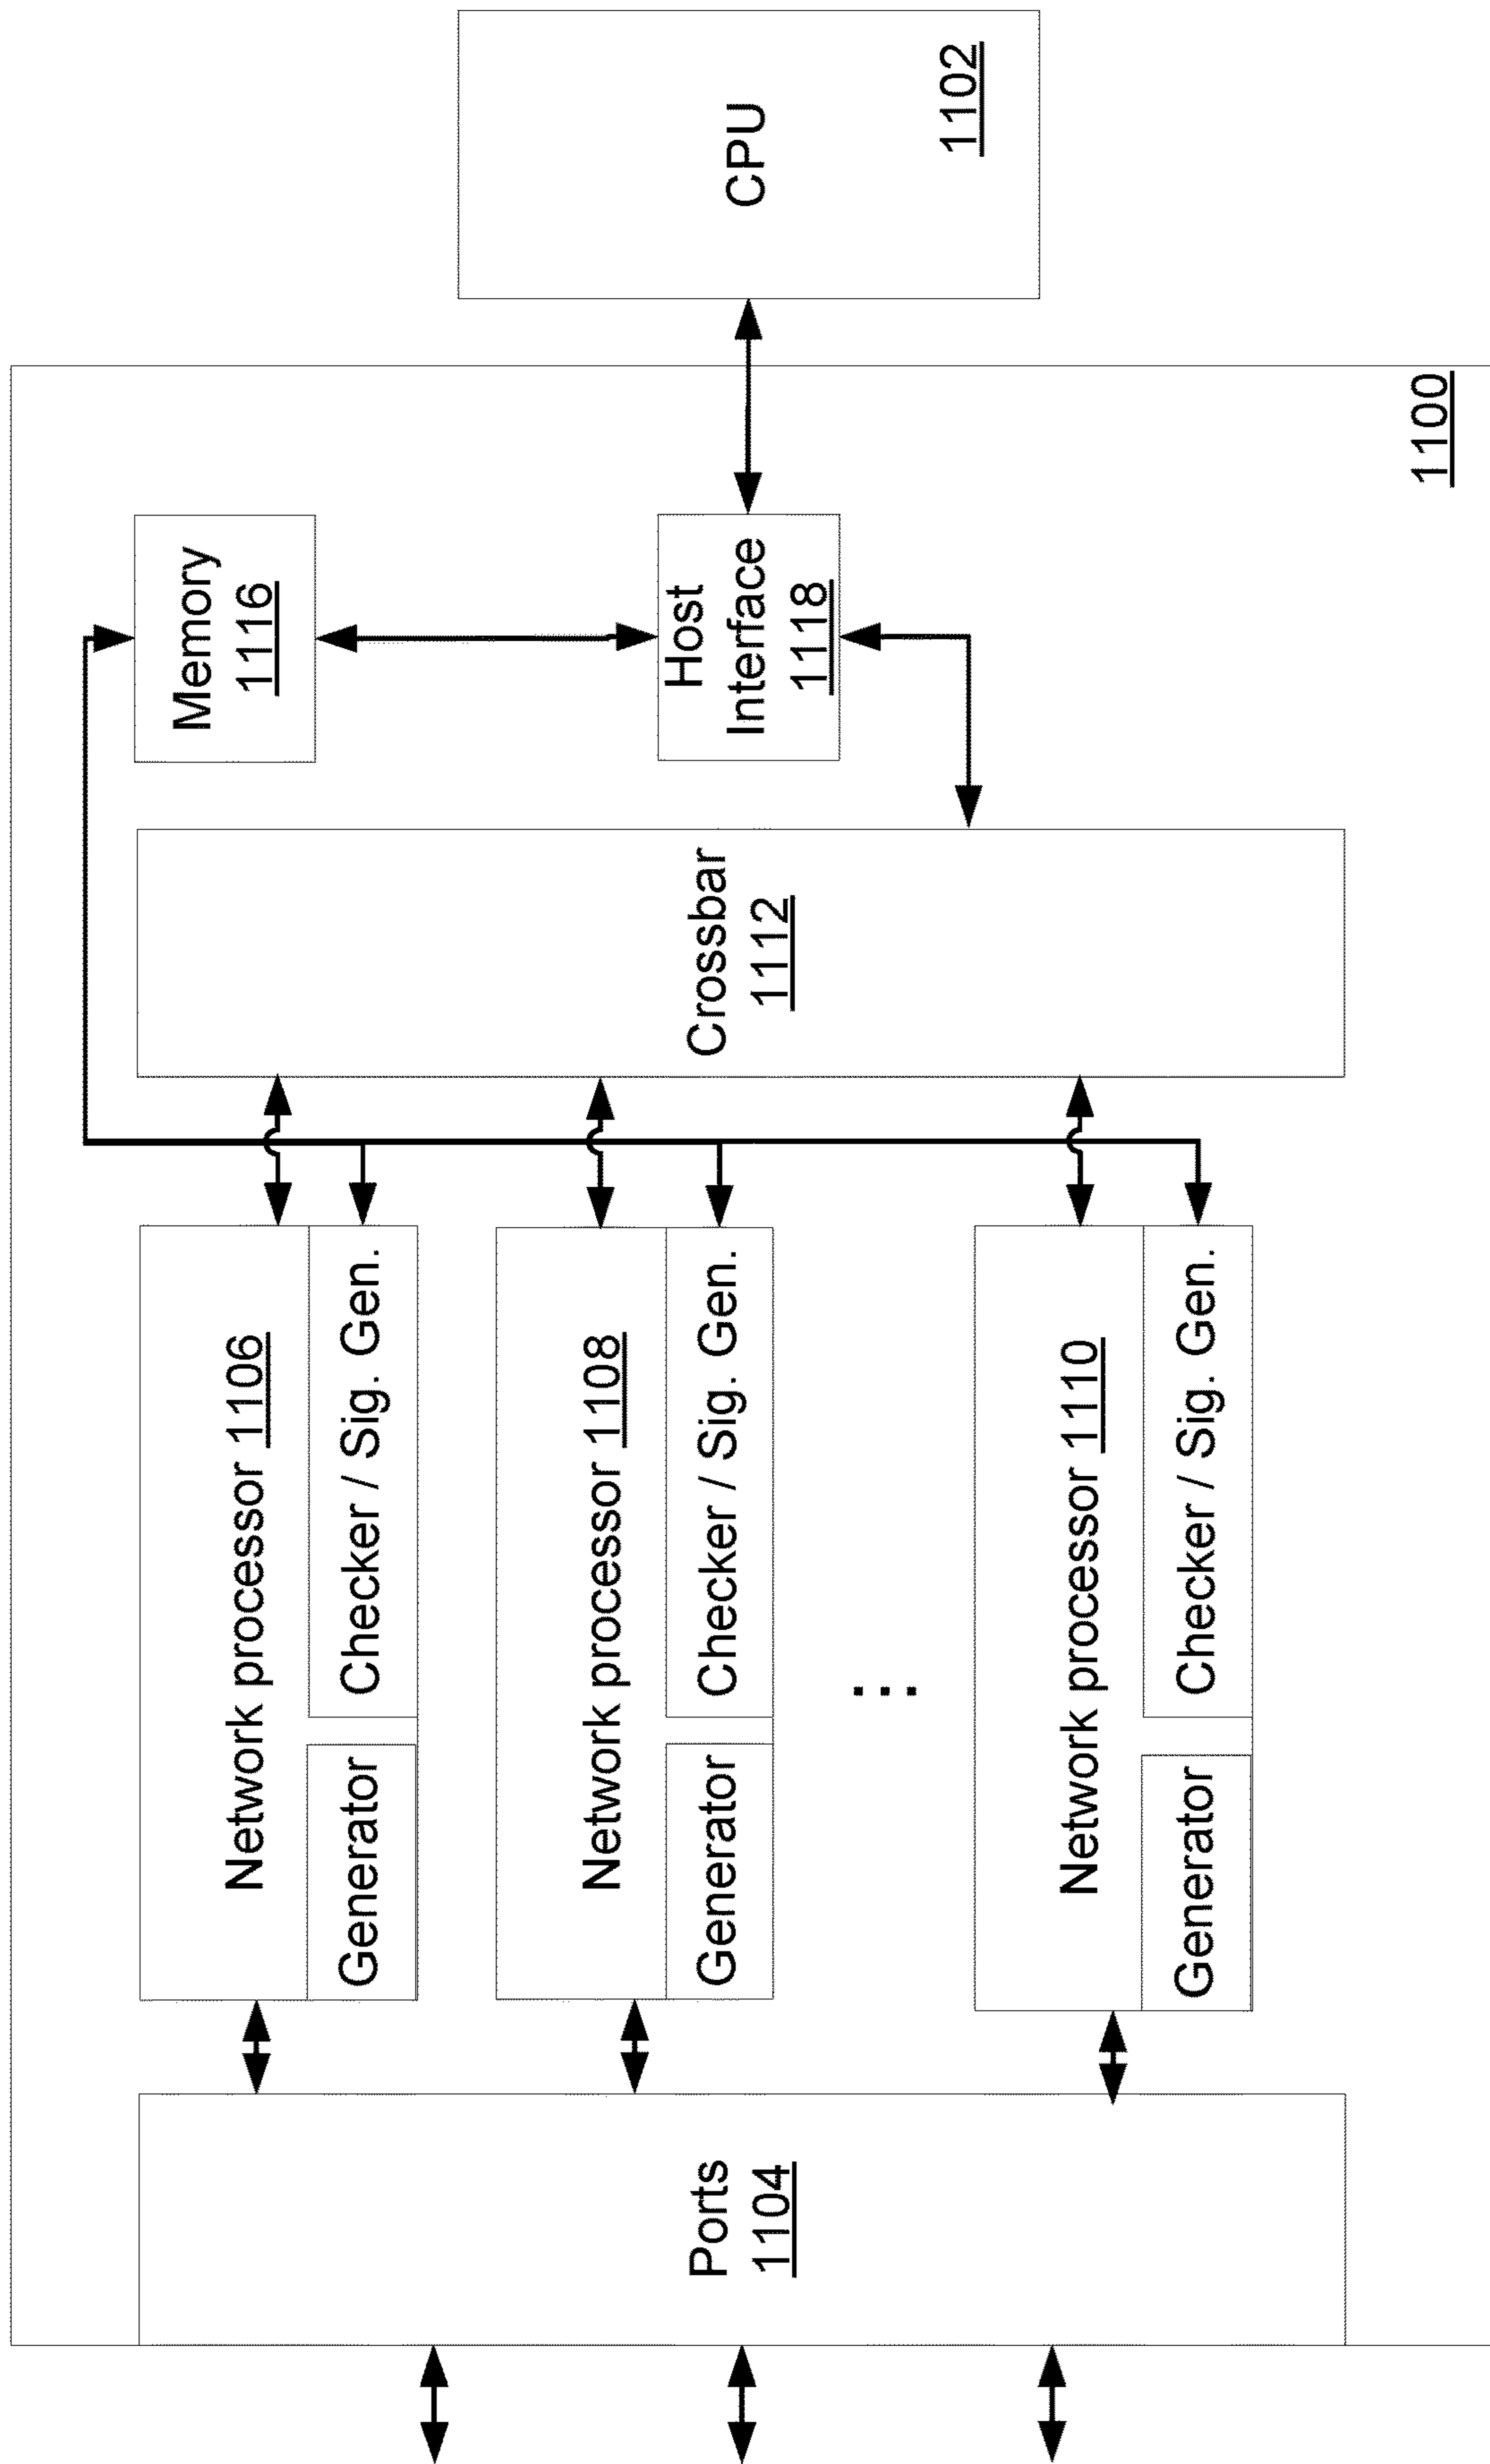 Ports
1104
Network processor 1106
Generator
Checker / Sig. Gen.
Network processor 1108
Generator
Checker / Sig. Gen.
...
Network processor 1110
Generator
Checker / Sig. Gen.
Crossbar
1112
Memory
1116
Host
Interface
1118
1100
CPU
1102